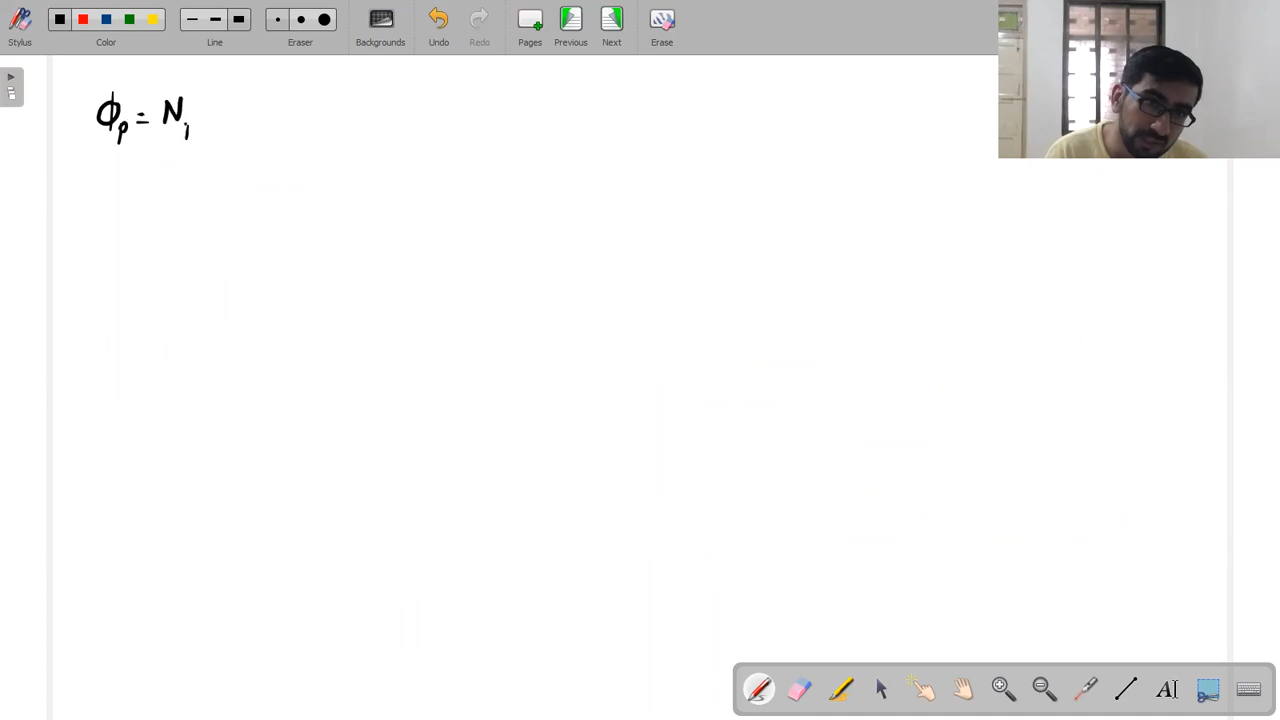 Stylus
Color
Line
Eraser
Backgrounds
Undo
Redo
Pages
Previous
Next
Erase
ϕₚ = N₁